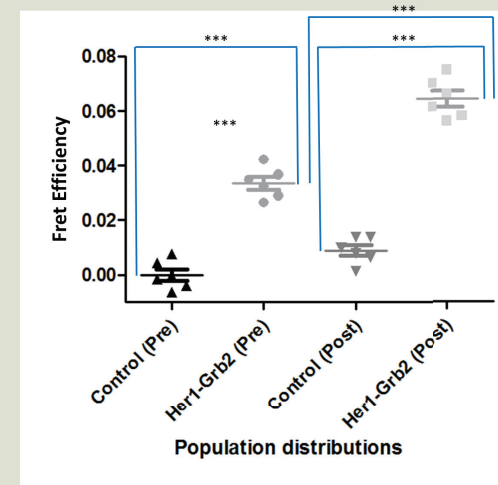 ***
*** ***
***
Fret Efficiency
0.08
0.06
0.04
0.02
0.00
Control (Pre)
Her1-Grb2 (Pre)
Control (Post)
Her1-Grb2 (Post)
Population distributions